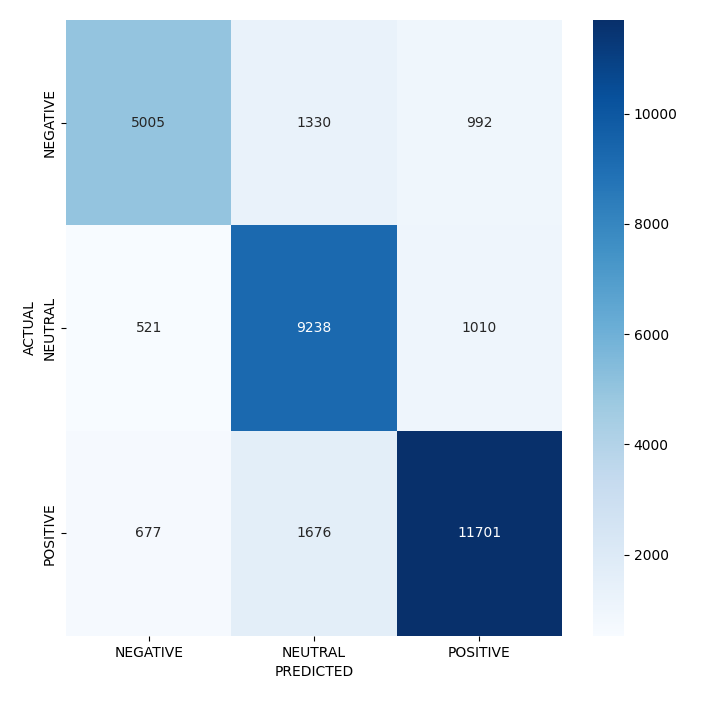 NEGATIVE 5005 1330 992
10000
8000
ACTUAL
NEUTRAL 521 9238 1010
6000
4000
POSITIVE 677 1676 11701
2000
NEGATIVE NEUTRAL POSITIVE
PREDICTED